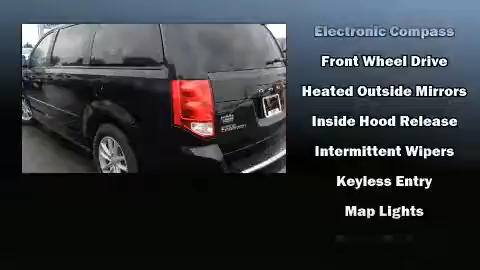 Electronic Compass
Front Wheel Drive
Heated Outside Mirrors
Inside Hood Release
Intermittent Wipers
Keyless Entry
Map Lights